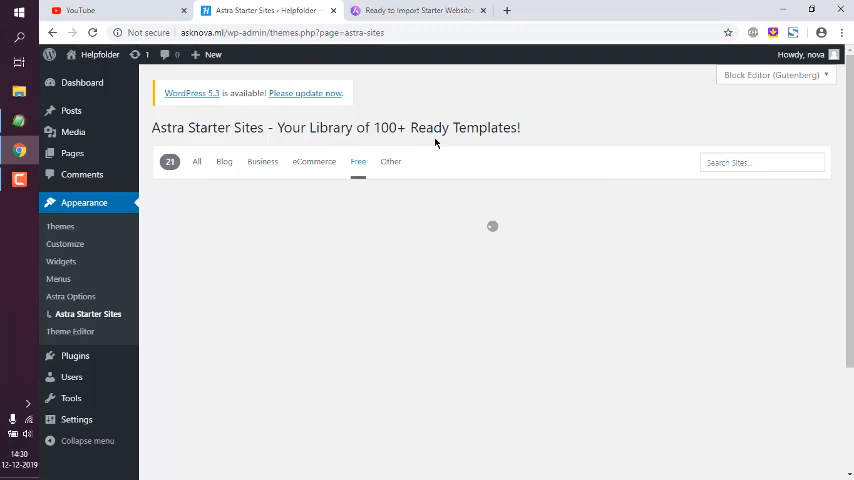 YouTube
Astra Starter Sites ‹ Helpfolder —
Ready to Import Starter Websites
Not secure
asknova.ml/wp-admin/themes.php?page=astra-sites
Helpfolder
1
0
New
Howdy, nova
Block Editor (Gutenberg)
WordPress 5.3 is available! Please update now.
Astra Starter Sites - Your Library of 100+ Ready Templates!
21 All Blog Business eCommerce Free Other
Search Sites...
Dashboard
Posts
Media
Pages
Comments
Appearance
Themes
Customize
Widgets
Menus
Astra Options
Astra Starter Sites
Theme Editor
Plugins
Users
Tools
Settings
Collapse menu
14:30
12-12-2019